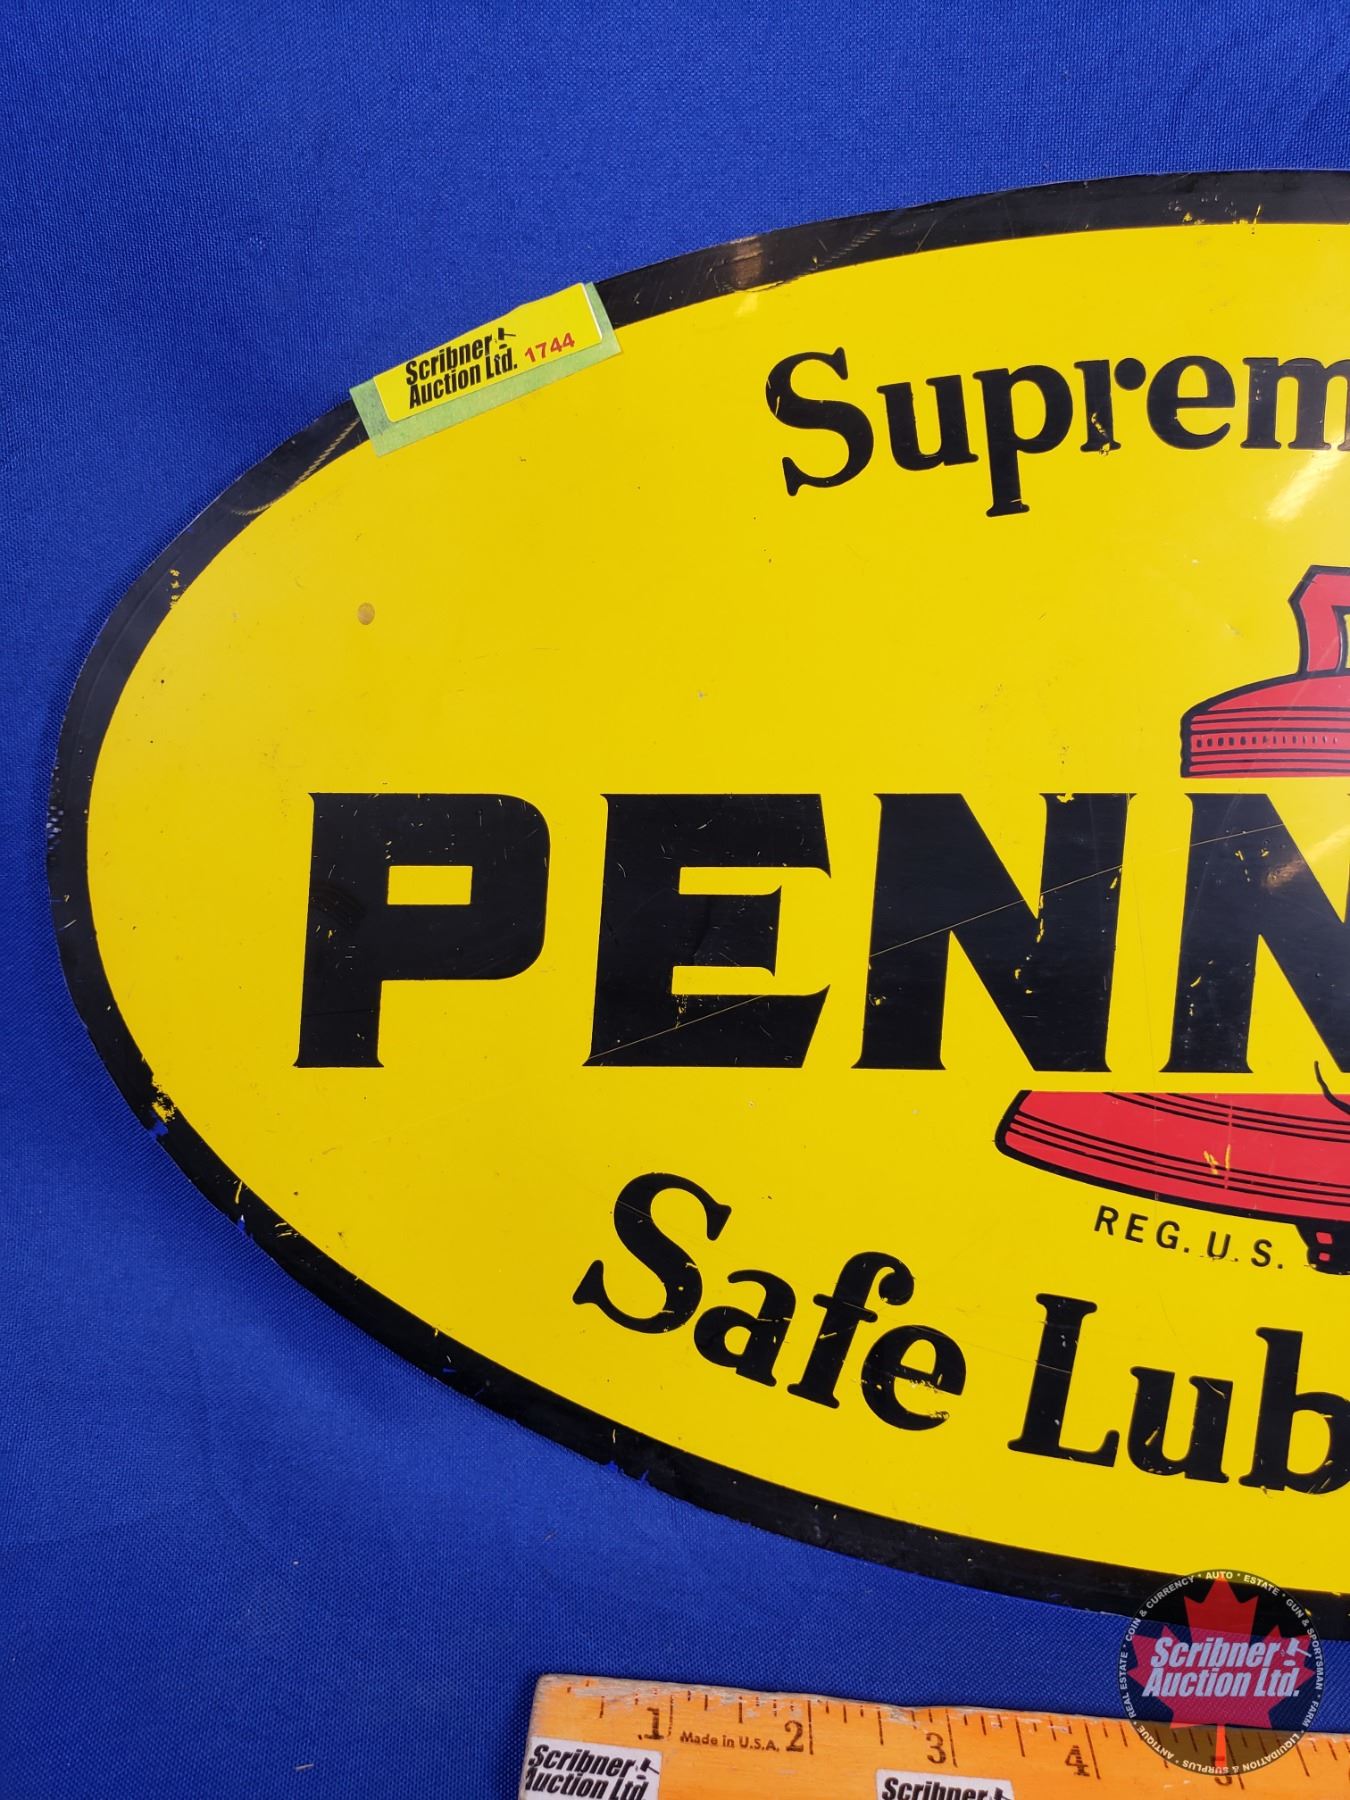 Scribner
Auction Ltd. 1744
Suprem
PENN
REG. U.S.
Safe Lub
COIN & CURRENCY • AUTO • ESTATE • GUN & SPORTSMAN • FARM • LIQUIDATION & SURPLUS • ANTIQUE • REAL ESTATE
Scribner
Auction Ltd.
1 Made in U.S.A. 2 3 4 5
Scribner
Auction Ltd
Scribner